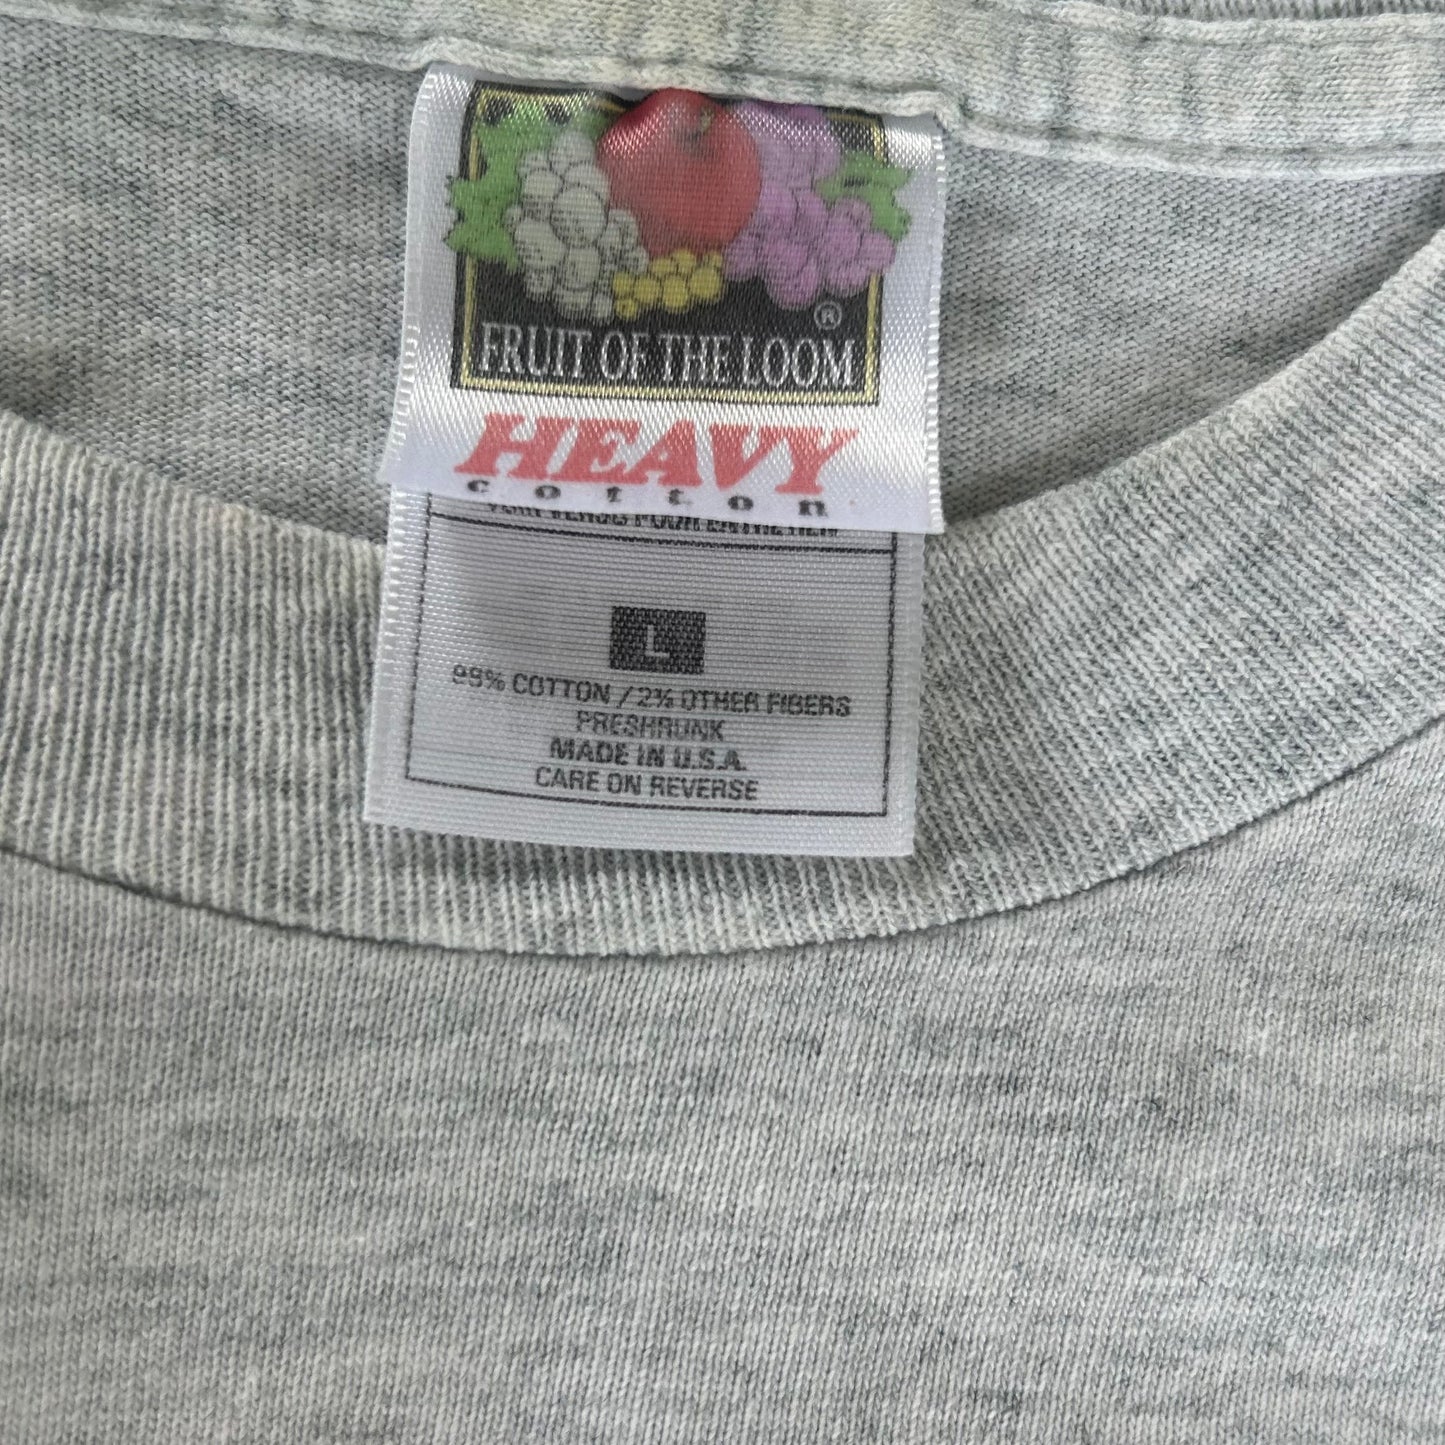 FRUIT OF THE LOOM ®
HEAVY
cotton
L
99% COTTON / 2% OTHER FIBERS
PRESHRUNK
MADE IN U.S.A.
CARE ON REVERSE